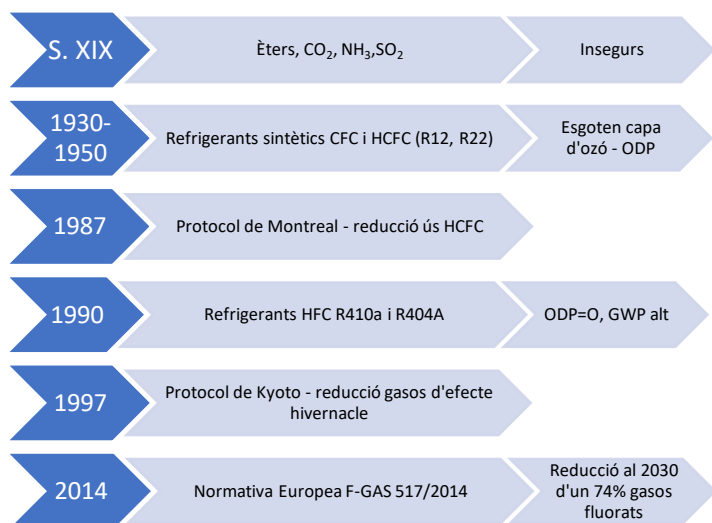 S. XIX
Èters, CO₂, NH₃,SO₂
Insegurs
1930-
1950
Refrigerants sintètics CFC i HCFC (R12, R22)
Esgoten capa
d'ozó - ODP
1987
Protocol de Montreal - reducció ús HCFC
1990
Refrigerants HFC R410a i R404A
ODP=O, GWP alt
1997
Protocol de Kyoto - reducció gasos d'efecte
hivernacle
2014
Normativa Europea F-GAS 517/2014
Reducció al 2030
d'un 74% gasos
fluorats